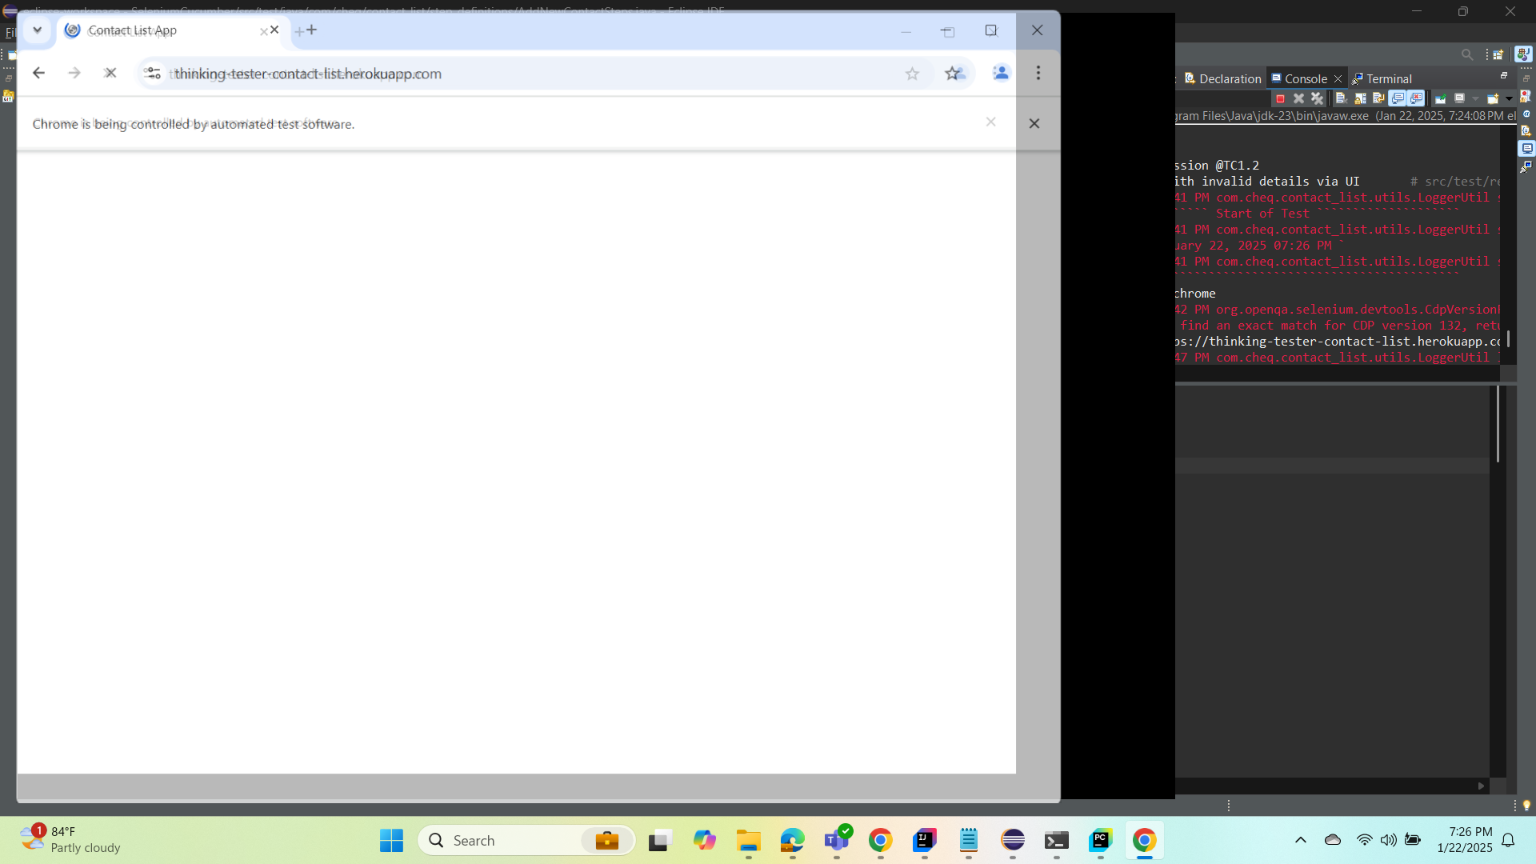 Contact List App
thinking-tester-contact-list.herokuapp.com
Chrome is being controlled by automated test software.
Declaration
Console
Terminal
gram Files\Java\jdk-23\bin\javaw.exe (Jan 22, 2025, 7:24:08 PM el
ssion @TC1.2
ith invalid details via UI # src/test/re
41 PM com.cheq.contact_list.utils.LoggerUtil
Start of Test
41 PM com.cheq.contact_list.utils.LoggerUtil
uary 22, 2025 07:26 PM
41 PM com.cheq.contact_list.utils.LoggerUtil
chrome
42 PM org.openqa.selenium.devtools.CdpVersion
find an exact match for CDP version 132, retu
ps://thinking-tester-contact-list.herokuapp.co
47 PM com.cheq.contact_list.utils.LoggerUtil
1
84°F
Partly cloudy
Search
7:26 PM
1/22/2025